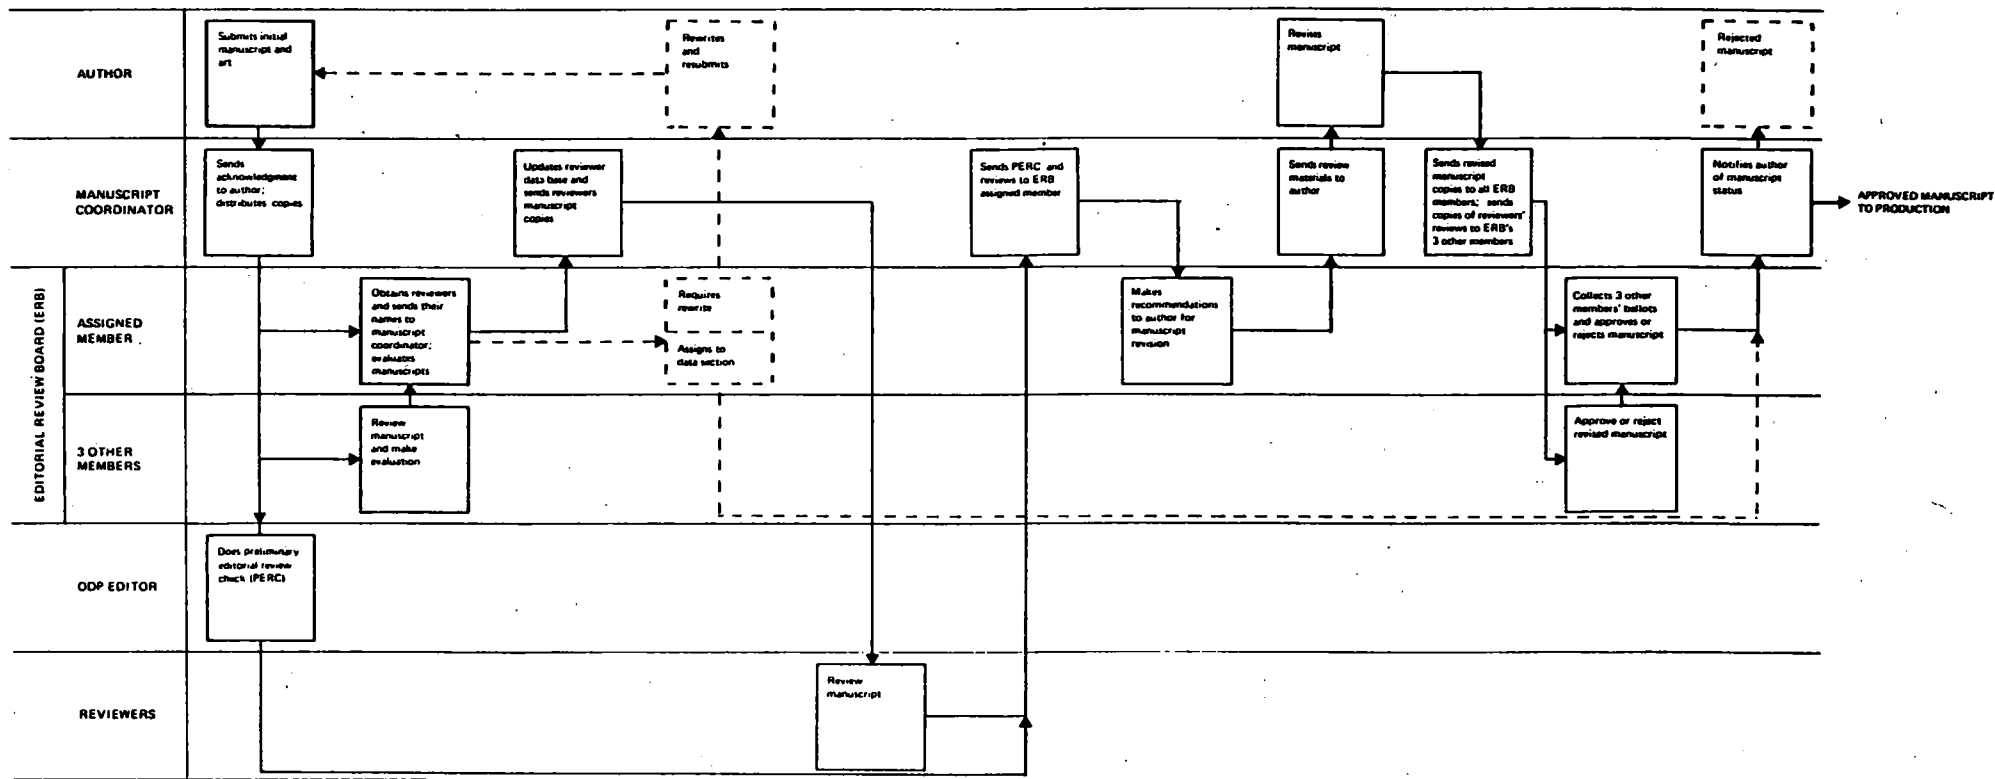 AUTHOR
Submits initial
manuscript and
art
Rewrites
and
resubmits
Revises
manuscript
Rejected
manuscript
MANUSCRIPT
COORDINATOR
Sends
acknowledgment
to author;
distributes copies
Updates reviewer
data base and
sends reviewers
manuscript
copies
Sends PERC and
reviews to ERB
assigned member
Sends review
materials to
author
Sends revised
manuscript
copies to all ERB
members; sends
copies of reviewers'
reviews to ERB's
3 other members
Notifies author
of manuscript
status
APPROVED MANUSCRIPT
TO PRODUCTION
EDITORIAL REVIEW BOARD (ERB)
ASSIGNED
MEMBER
Obtains reviewers
and sends their
names to
manuscript
coordinator;
evaluates
manuscripts
Requires
rewrite
Assigns to
data section
Makes
recommendations
to author for
manuscript
revision
Collects 3 other
members' ballots
and approves or
rejects manuscript
3 OTHER
MEMBERS
Review
manuscript
and make
evaluation
Approve or reject
revised manuscript
ODP EDITOR
Does preliminary
editorial review
check (PERC)
REVIEWERS
Review
manuscript